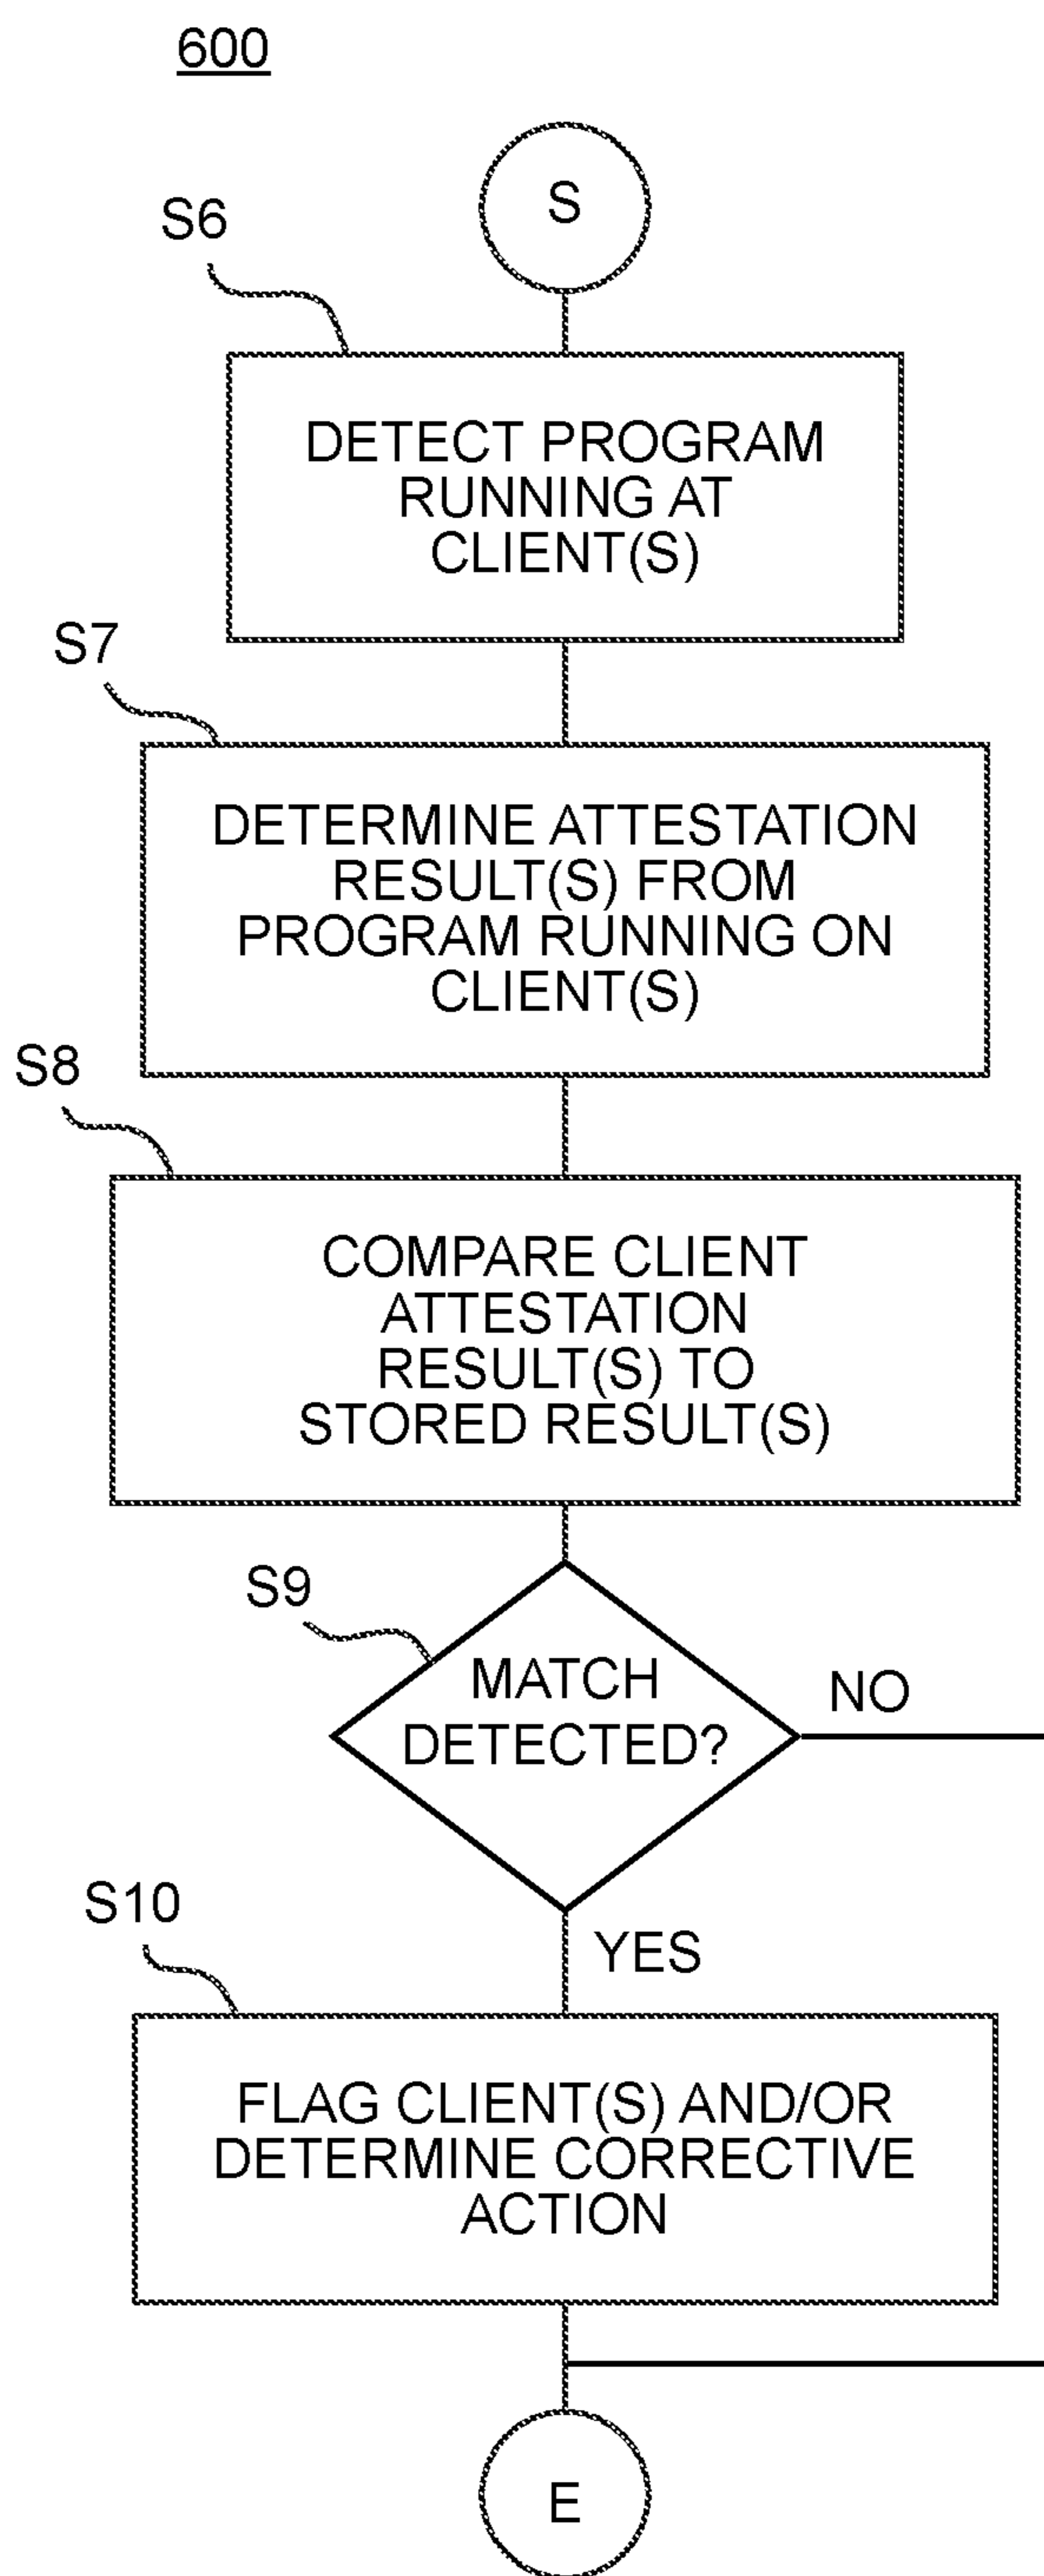 600
S
S6
DETECT PROGRAM
RUNNING AT
CLIENT(S)
S7
DETERMINE ATTESTATION
RESULT(S) FROM
PROGRAM RUNNING ON
CLIENT(S)
S8
COMPARE CLIENT
ATTESTATION
RESULT(S) TO
STORED RESULT(S)
S9
MATCH
DETECTED?
NO
YES
S10
FLAG CLIENT(S) AND/OR
DETERMINE CORRECTIVE
ACTION
E